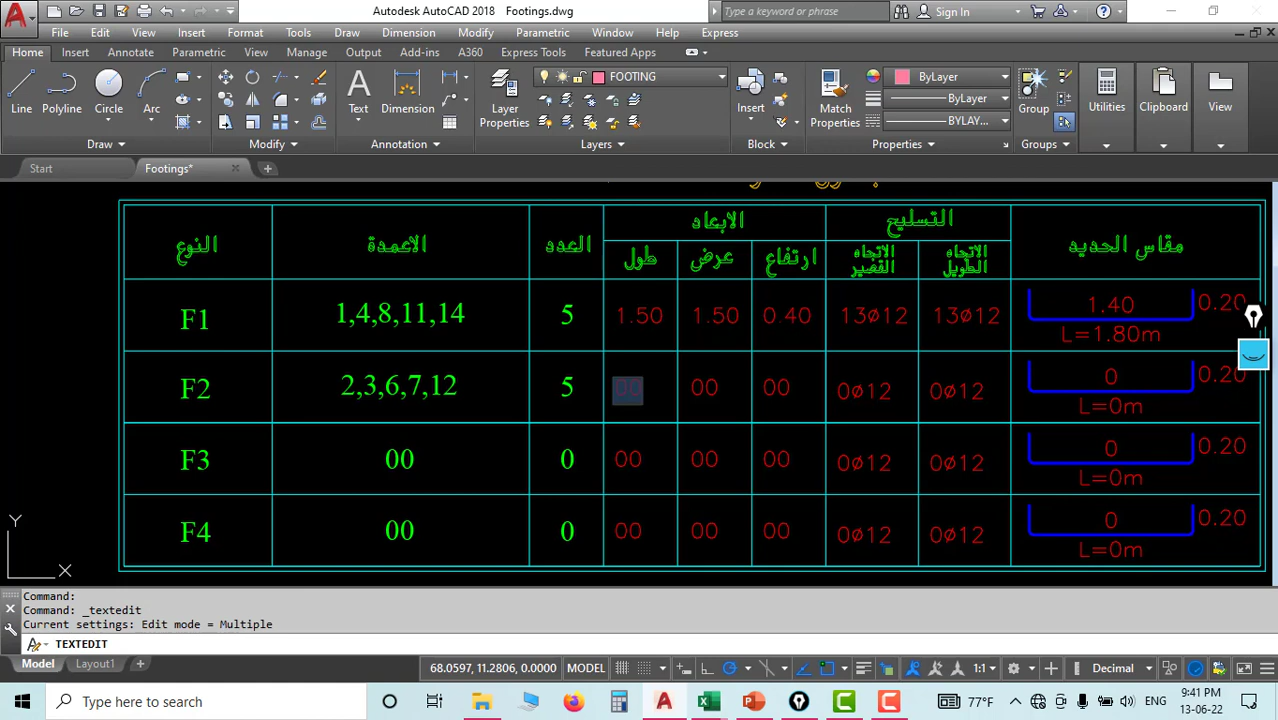 Autodesk AutoCAD 2018 Footings.dwg
Type a keyword or phrase
Sign In
File Edit View Insert Format Tools Draw Dimension Modify Parametric Window Help Express
Home Insert Annotate Parametric View Manage Output Add-ins A360 Express Tools Featured Apps
FOOTING
ByLayer
ByLayer
BYLAY...
Line Polyline Circle Arc Text Dimension Layer Properties Insert Match Properties Group Utilities Clipboard View
Draw Modify Annotation Layers Block Properties Groups
Start Footings*
النوع الاعمدة العدد الابعاد التسليح مقاس الحديد
طول عرض ارتفاع الاتجاه القصير الاتجاه الطويل
F1 1,4,8,11,14 5 1.50 1.50 0.40 13ø12 13ø12 1.40 0.20
L=1.80m
F2 2,3,6,7,12 5 00 00 00 0ø12 0ø12 0 0.20
L=0m
F3 00 0 00 00 00 0ø12 0ø12 0 0.20
L=0m
F4 00 0 00 00 00 0ø12 0ø12 0 0.20
L=0m
Y
X
Command:
Command: _textedit
Current settings: Edit mode = Multiple
TEXTEDIT
Model Layout1
68.0597, 11.2806, 0.0000 MODEL 1:1 Decimal
Type here to search
77°F ENG 9:41 PM
13-06-22